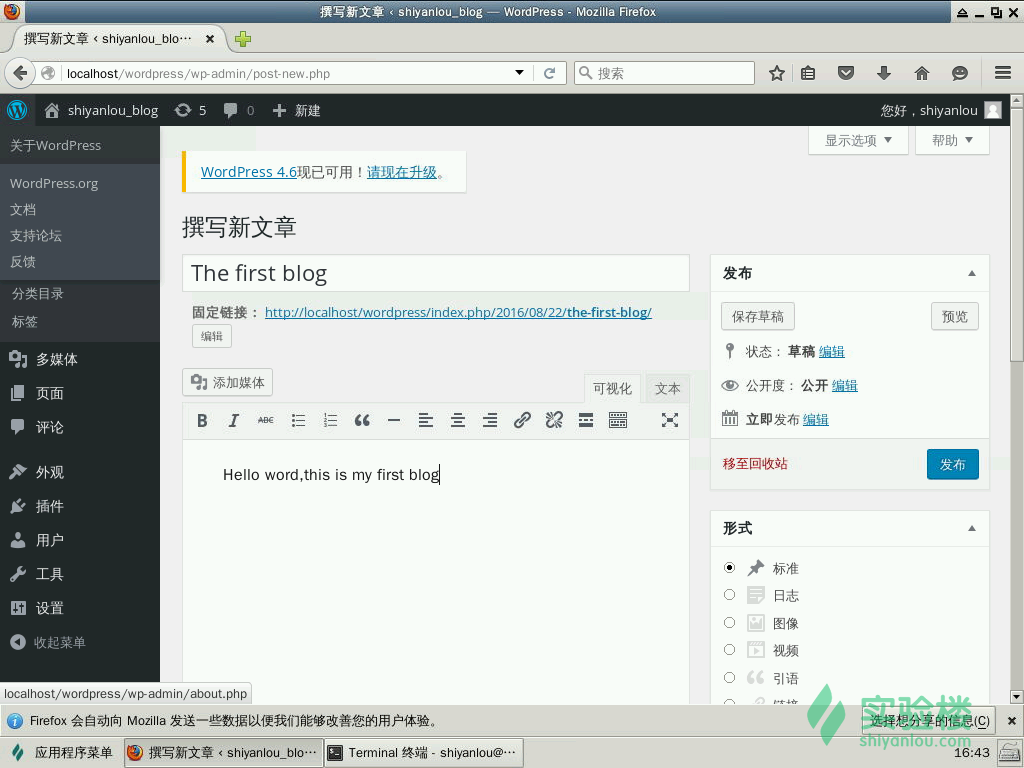 撰写新文章 ‹ shiyanlou_blog — WordPress - Mozilla Firefox
撰写新文章 ‹ shiyanlou_blo···
localhost/wordpress/wp-admin/post-new.php
搜索
shiyanlou_blog 5 0 新建
您好，shiyanlou
关于WordPress
WordPress.org
文档
支持论坛
反馈
分类目录
标签
多媒体
页面
评论
外观
插件
用户
工具
设置
收起菜单
显示选项
帮助
WordPress 4.6现已可用！请现在升级。
撰写新文章
The first blog
固定链接： http://localhost/wordpress/index.php/2016/08/22/the-first-blog/
编辑
添加媒体
可视化
文本
B I ABC
Hello word,this is my first blog
发布
保存草稿
预览
状态： 草稿 编辑
公开度： 公开 编辑
立即发布 编辑
移至回收站
发布
形式
标准
日志
图像
视频
引语
链接
localhost/wordpress/wp-admin/about.php
Firefox 会自动向 Mozilla 发送一些数据以便我们能够改善您的用户体验。
选择想分享的信息(C)
实验楼
shiyanlou.com
应用程序菜单
撰写新文章 ‹ shiyanlou_blo···
Terminal 终端 - shiyanlou@···
16:43